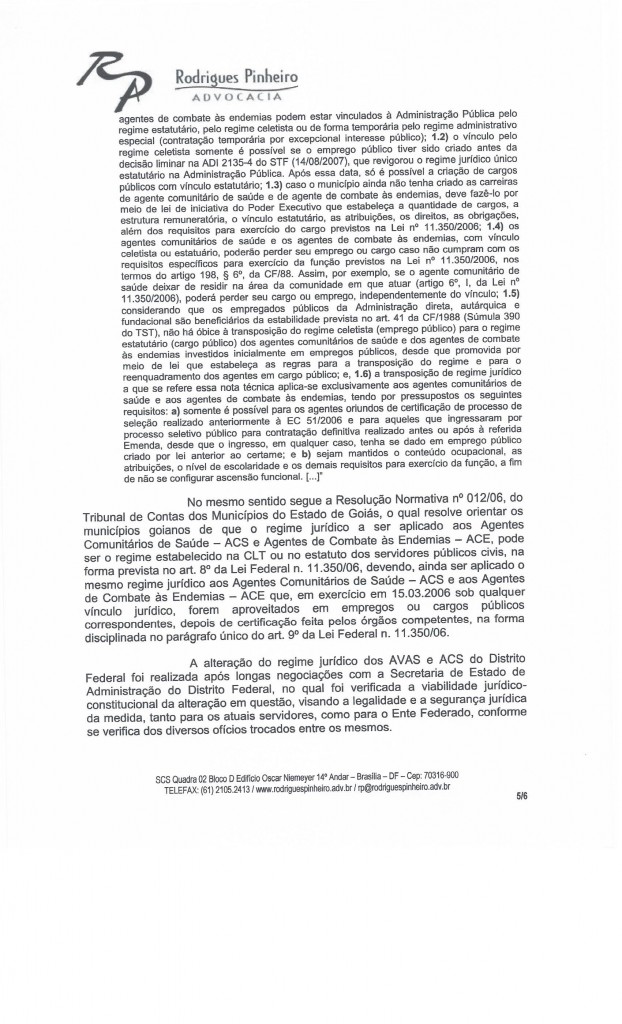 RP
Rodrigues Pinheiro
ADVOCACIA
agentes de combate às endemias podem estar vinculados à Administração Pública pelo
regime estatutário, pelo regime celetista ou de forma temporária pelo regime administrativo
especial (contratação temporária por excepcional interesse público); 1.2) o vínculo pelo
regime celetista somente é possível se o emprego público tiver sido criado antes da
decisão liminar na ADI 2135-4 do STF (14/08/2007), que revigorou o regime jurídico único
estatutário na Administração Pública. Após essa data, só é possível a criação de cargos
públicos com vínculo estatutário; 1.3) caso o município ainda não tenha criado as carreiras
de agente comunitário de saúde e de agente de combate às endemias, deve fazê-lo por
meio de lei de iniciativa do Poder Executivo que estabeleça a quantidade de cargos, a
estrutura remuneratória, o vínculo estatutário, as atribuições, os direitos, as obrigações,
além dos requisitos para exercício do cargo previstos na Lei nº 11.350/2006; 1.4) os
agentes comunitários de saúde e os agentes de combate às endemias, com vínculo
celetista ou estatuário, poderão perder seu emprego ou cargo caso não cumpram com os
requisitos específicos para exercício da função previstos na Lei nº 11.350/2006, nos
termos do artigo 198, § 6º, da CF/88. Assim, por exemplo, se o agente comunitário de
saúde deixar de residir na área da comunidade em que atuar (artigo 6º, I, da Lei nº
11.350/2006), poderá perder seu cargo ou emprego, independentemente do vínculo; 1.5)
considerando que os empregados públicos da Administração direta, autárquica e
fundacional são beneficiários da estabilidade prevista no art. 41 da CF/1988 (Súmula 390
do TST), não há óbice à transposição do regime celetista (emprego público) para o regime
estatutário (cargo público) dos agentes comunitários de saúde e dos agentes de combate
às endemias investidos inicialmente em empregos públicos, desde que promovida por
meio de lei que estabeleça as regras para a transposição do regime e para o
reenquadramento dos agentes em cargo público; e, 1.6) a transposição de regime jurídico
a que se refere essa nota técnica aplica-se exclusivamente aos agentes comunitários de
saúde e aos agentes de combate às endemias, tendo por pressupostos os seguintes
requisitos: a) somente é possível para os agentes oriundos de certificação de processo de
seleção realizado anteriormente à EC 51/2006 e para aqueles que ingressaram por
processo seletivo público para contratação definitiva realizado antes ou após à referida
Emenda, desde que o ingresso, em qualquer caso, tenha se dado em emprego público
criado por lei anterior ao certame; e b) sejam mantidos o conteúdo ocupacional, as
atribuições, o nível de escolaridade e os demais requisitos para exercício da função, a fim
de não se configurar ascensão funcional. [...]"
No mesmo sentido segue a Resolução Normativa nº 012/06, do
Tribunal de Contas dos Municípios do Estado de Goiás, o qual resolve orientar os
municípios goianos de que o regime jurídico a ser aplicado aos Agentes
Comunitários de Saúde – ACS e Agentes de Combate às Endemias – ACE, pode
ser o regime estabelecido na CLT ou no estatuto dos servidores públicos civis, na
forma prevista no art. 8º da Lei Federal n. 11.350/06, devendo, ainda ser aplicado o
mesmo regime jurídico aos Agentes Comunitários de Saúde – ACS e aos Agentes
de Combate às Endemias – ACE que, em exercício em 15.03.2006 sob qualquer
vínculo jurídico, forem aproveitados em empregos ou cargos públicos
correspondentes, depois de certificação feita pelos órgãos competentes, na forma
disciplinada no parágrafo único do art. 9º da Lei Federal n. 11.350/06.
A alteração do regime jurídico dos AVAS e ACS do Distrito
Federal foi realizada após longas negociações com a Secretaria de Estado de
Administração do Distrito Federal, no qual foi verificada a viabilidade jurídico-
constitucional da alteração em questão, visando a legalidade e a segurança jurídica
da medida, tanto para os atuais servidores, como para o Ente Federado, conforme
se verifica dos diversos ofícios trocados entre os mesmos.
SCS Quadra 02 Bloco D Edifício Oscar Niemeyer 14º Andar – Brasília – DF – Cep: 70316-900
TELEFAX: (61) 2105.2413 / www.rodriguespinheiro.adv.br / rp@rodriguespinheiro.adv.br
5/6